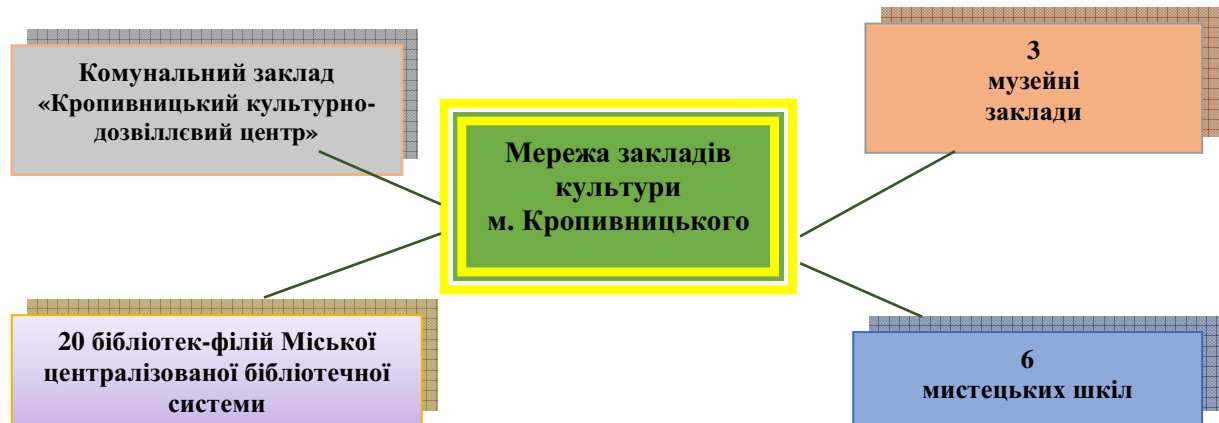 Комунальний заклад
«Кропивницький культурно-
дозвіллєвий центр»
3
музейні
заклади
Мережа закладів
культури
м. Кропивницького
20 бібліотек-філій Міської
централізованої бібліотечної
системи
6
мистецьких шкіл